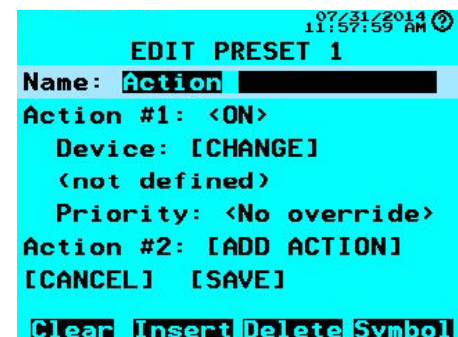 07/31/2014
11:57:59 AM ?
EDIT PRESET 1
Name: Action
Action #1: <ON>
Device: [CHANGE]
(not defined)
Priority: <No override>
Action #2: [ADD ACTION]
[CANCEL] [SAVE]
Clear Insert Delete Symbol